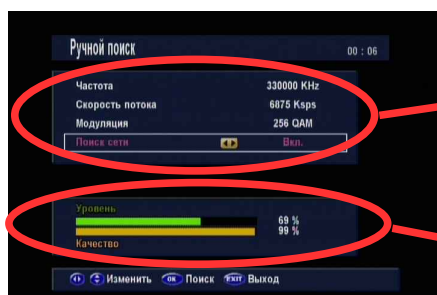 Ручной поиск
00 : 06
Частота 330000 KHz
Скорость потока 6875 Ksps
Модуляция 256 QAM
Поиск сети Вкл.
Уровень
69 %
99 %
Качество
Изменить OK Поиск EXIT Выход